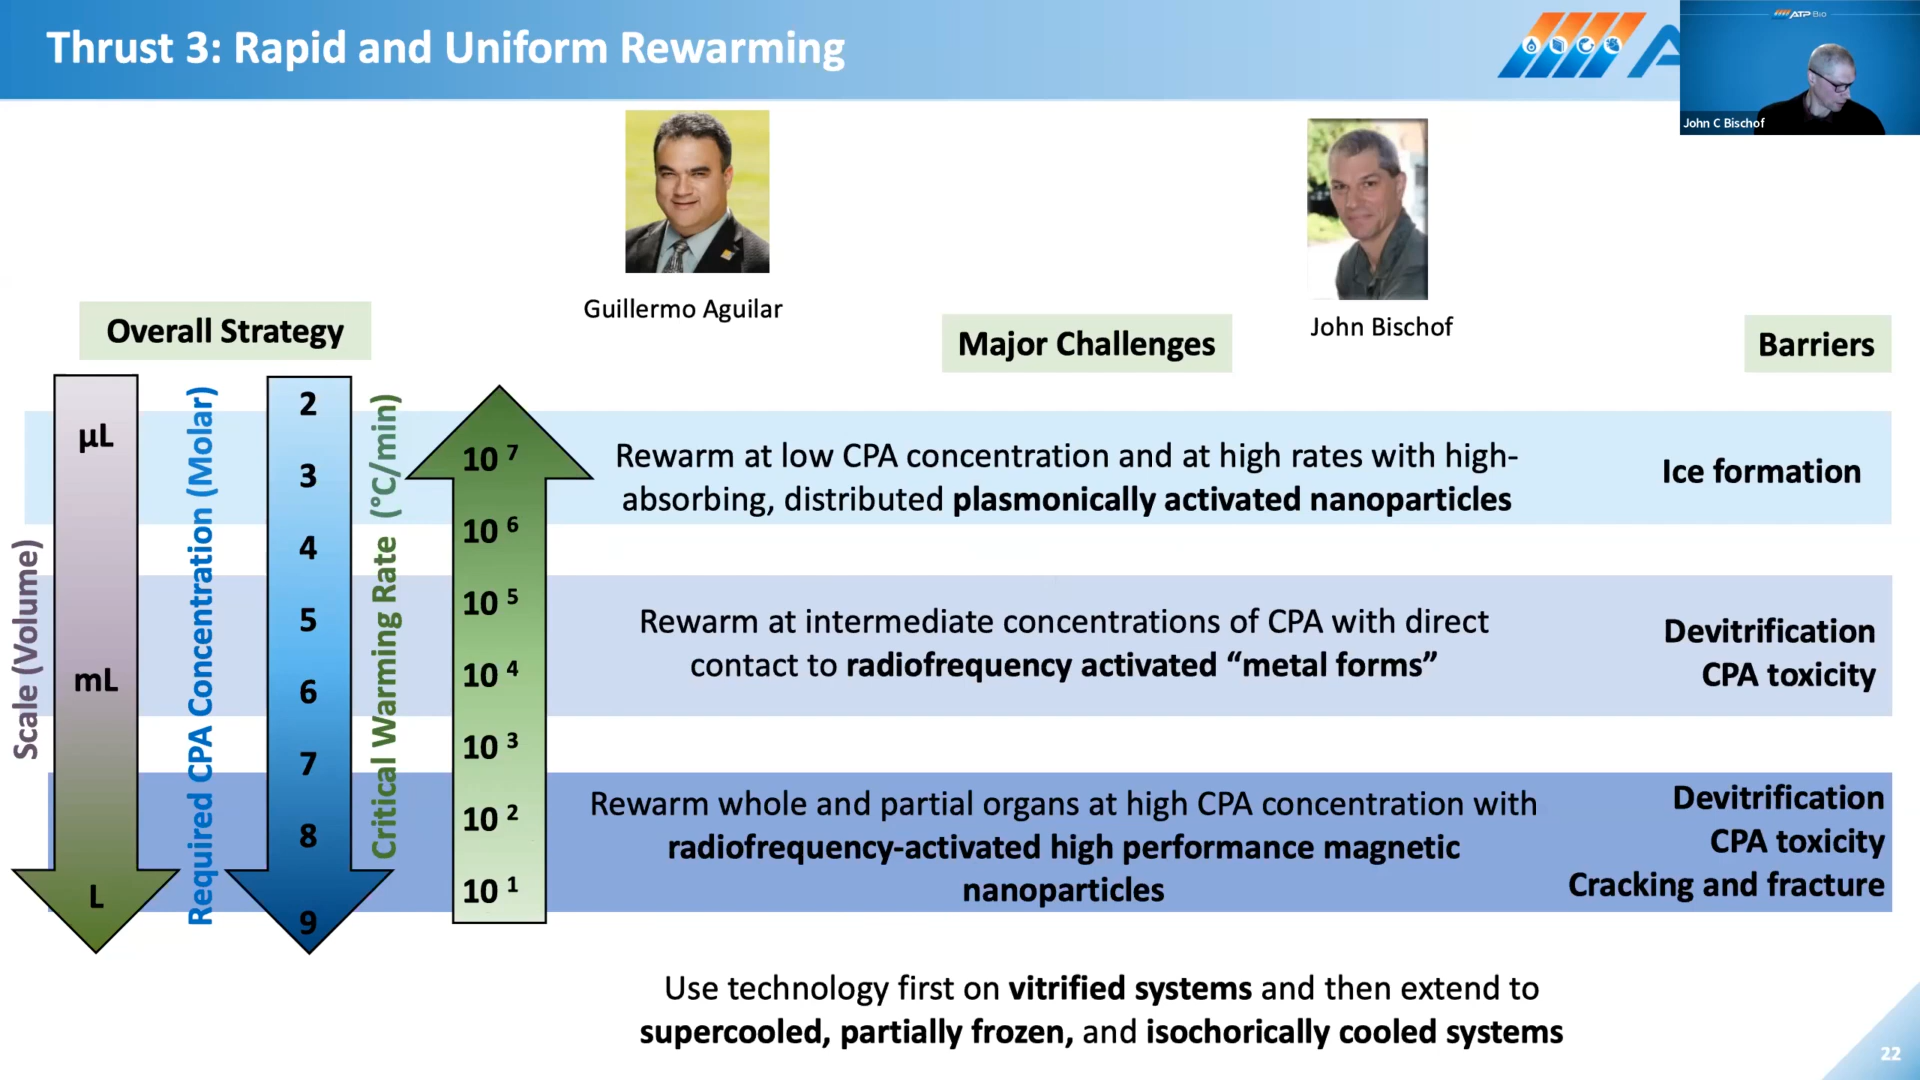 Thrust 3: Rapid and Uniform Rewarming
ATP Bio
John C Bischof
Guillermo Aguilar
John Bischof
Overall Strategy
Major Challenges
Barriers
Scale (Volume)
µL
mL
L
Required CPA Concentration (Molar)
2
3
4
5
6
7
8
9
Critical Warming Rate (°C/min)
10 7
10 6
10 5
10 4
10 3
10 2
10 1
Rewarm at low CPA concentration and at high rates with high-
absorbing, distributed plasmonically activated nanoparticles
Ice formation
Rewarm at intermediate concentrations of CPA with direct
contact to radiofrequency activated “metal forms”
Devitrification
CPA toxicity
Rewarm whole and partial organs at high CPA concentration with
radiofrequency-activated high performance magnetic
nanoparticles
Devitrification
CPA toxicity
Cracking and fracture
Use technology first on vitrified systems and then extend to
supercooled, partially frozen, and isochorically cooled systems
22